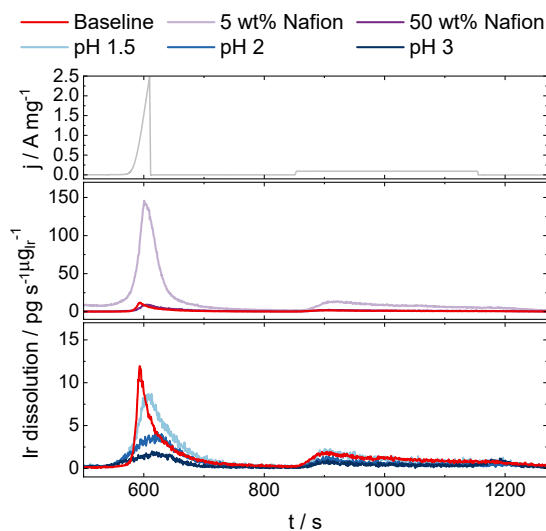 Baseline 5 wt% Nafion 50 wt% Nafion
pH 1.5 pH 2 pH 3
j / A mg⁻¹
2.5
2.0
1.5
1.0
0.5
0.0
Ir dissolution / pg s⁻¹μg_Ir⁻¹
150
100
50
0
15
10
5
0
600 800 1000 1200
t / s